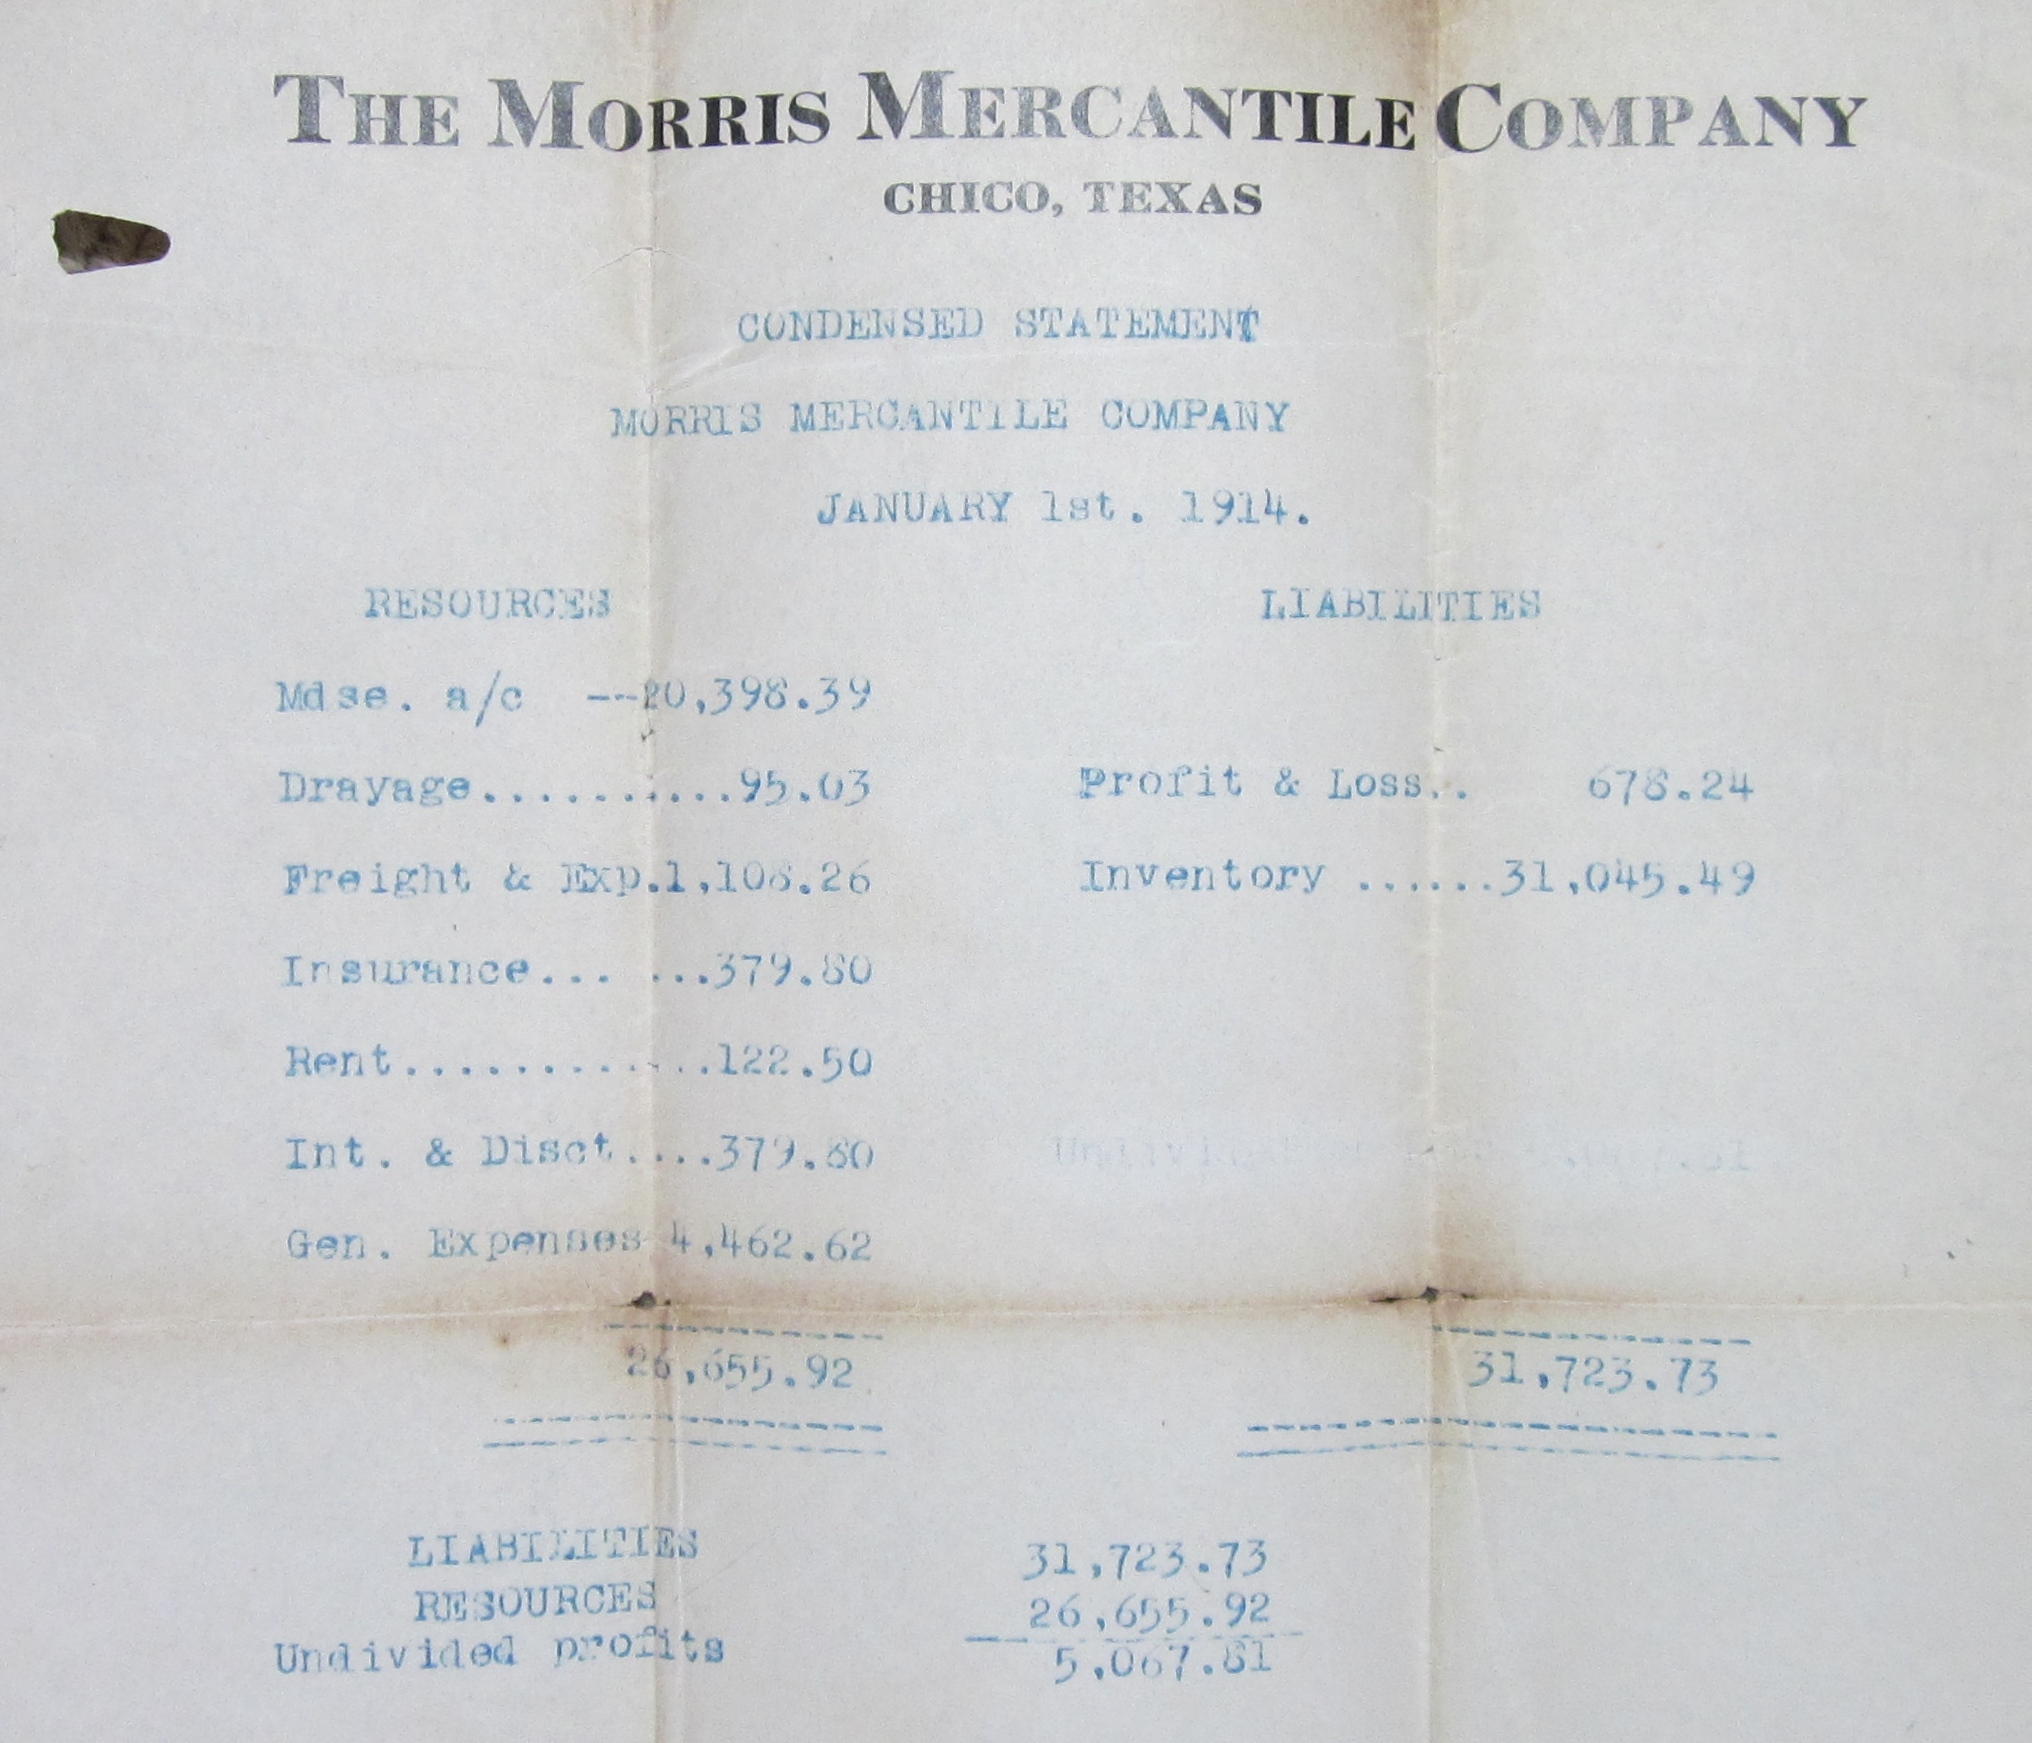 THE MORRIS MERCANTILE COMPANY
CHICO, TEXAS
CONDENSED STATEMENT
MORRIS MERCANTILE COMPANY
JANUARY 1st. 1914.
RESOURCES LIABILITIES
Mdse. a/c --20,398.39
Drayage...........95.03 Profit & Loss.. 678.24
Freight & Exp.1,108.26 Inventory ......31,045.49
Insurance... ...379.80
Rent.............122.50
Int. & Disct....379.80
Gen. Expenses 4,462.62
26,655.92 31,723.73
LIABILITIES 31,723.73
RESOURCES 26,655.92
Undivided profits 5,067.81